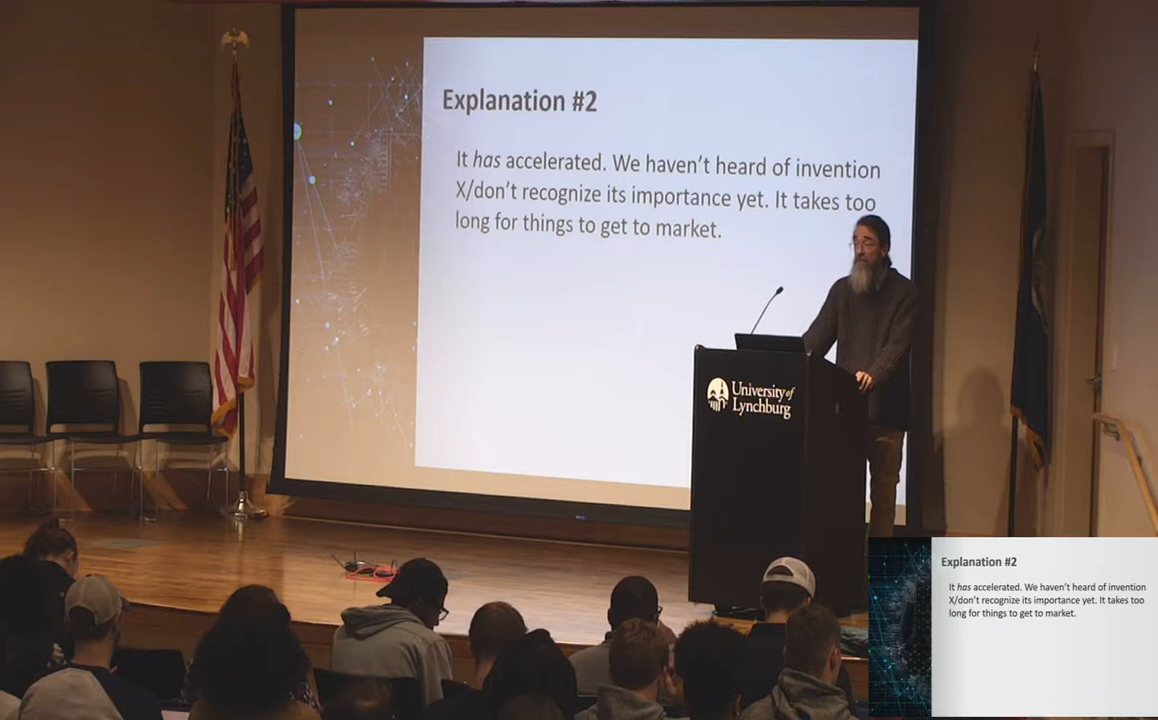 Explanation #2
It has accelerated. We haven't heard of invention
X/don't recognize its importance yet. It takes too
long for things to get to market.
University of
Lynchburg
Explanation #2
It has accelerated. We haven't heard of invention
X/don't recognize its importance yet. It takes too
long for things to get to market.